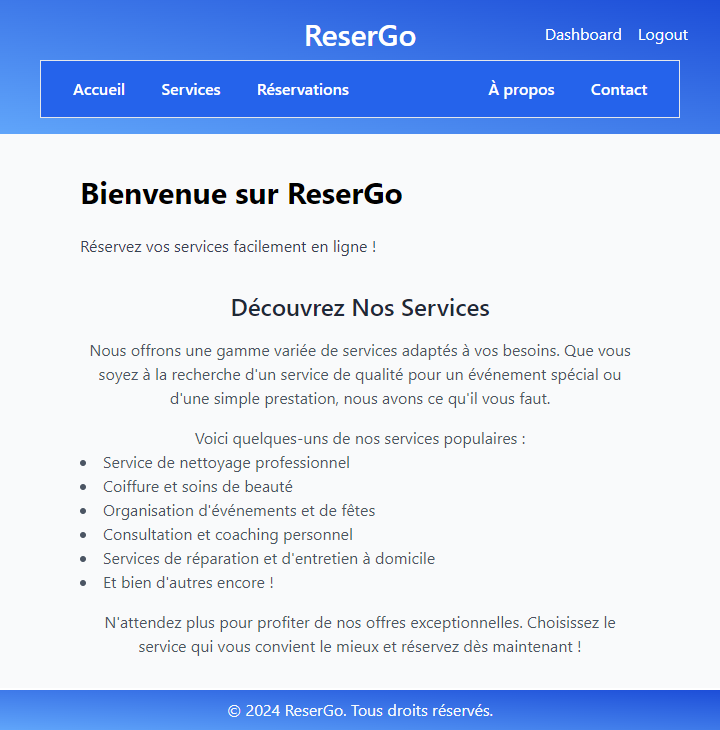 ReserGo
Dashboard Logout
Accueil Services Réservations À propos Contact
Bienvenue sur ReserGo
Réservez vos services facilement en ligne !
Découvrez Nos Services
Nous offrons une gamme variée de services adaptés à vos besoins. Que vous
soyez à la recherche d'un service de qualité pour un événement spécial ou
d'une simple prestation, nous avons ce qu'il vous faut.
Voici quelques-uns de nos services populaires :
• Service de nettoyage professionnel
• Coiffure et soins de beauté
• Organisation d'événements et de fêtes
• Consultation et coaching personnel
• Services de réparation et d'entretien à domicile
• Et bien d'autres encore !
N'attendez plus pour profiter de nos offres exceptionnelles. Choisissez le
service qui vous convient le mieux et réservez dès maintenant !
© 2024 ReserGo. Tous droits réservés.